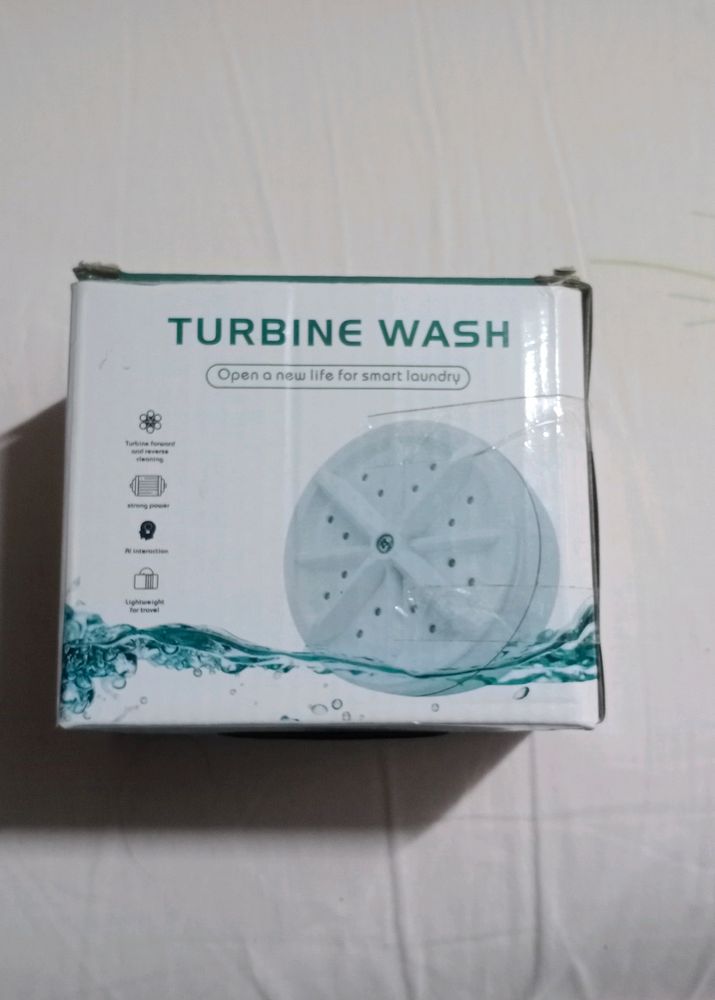 TURBINE WASH
Open a new life for smart laundry
Turbine forward
and reverse
cleaning
strong power
AI interaction
Lightweight
for travel